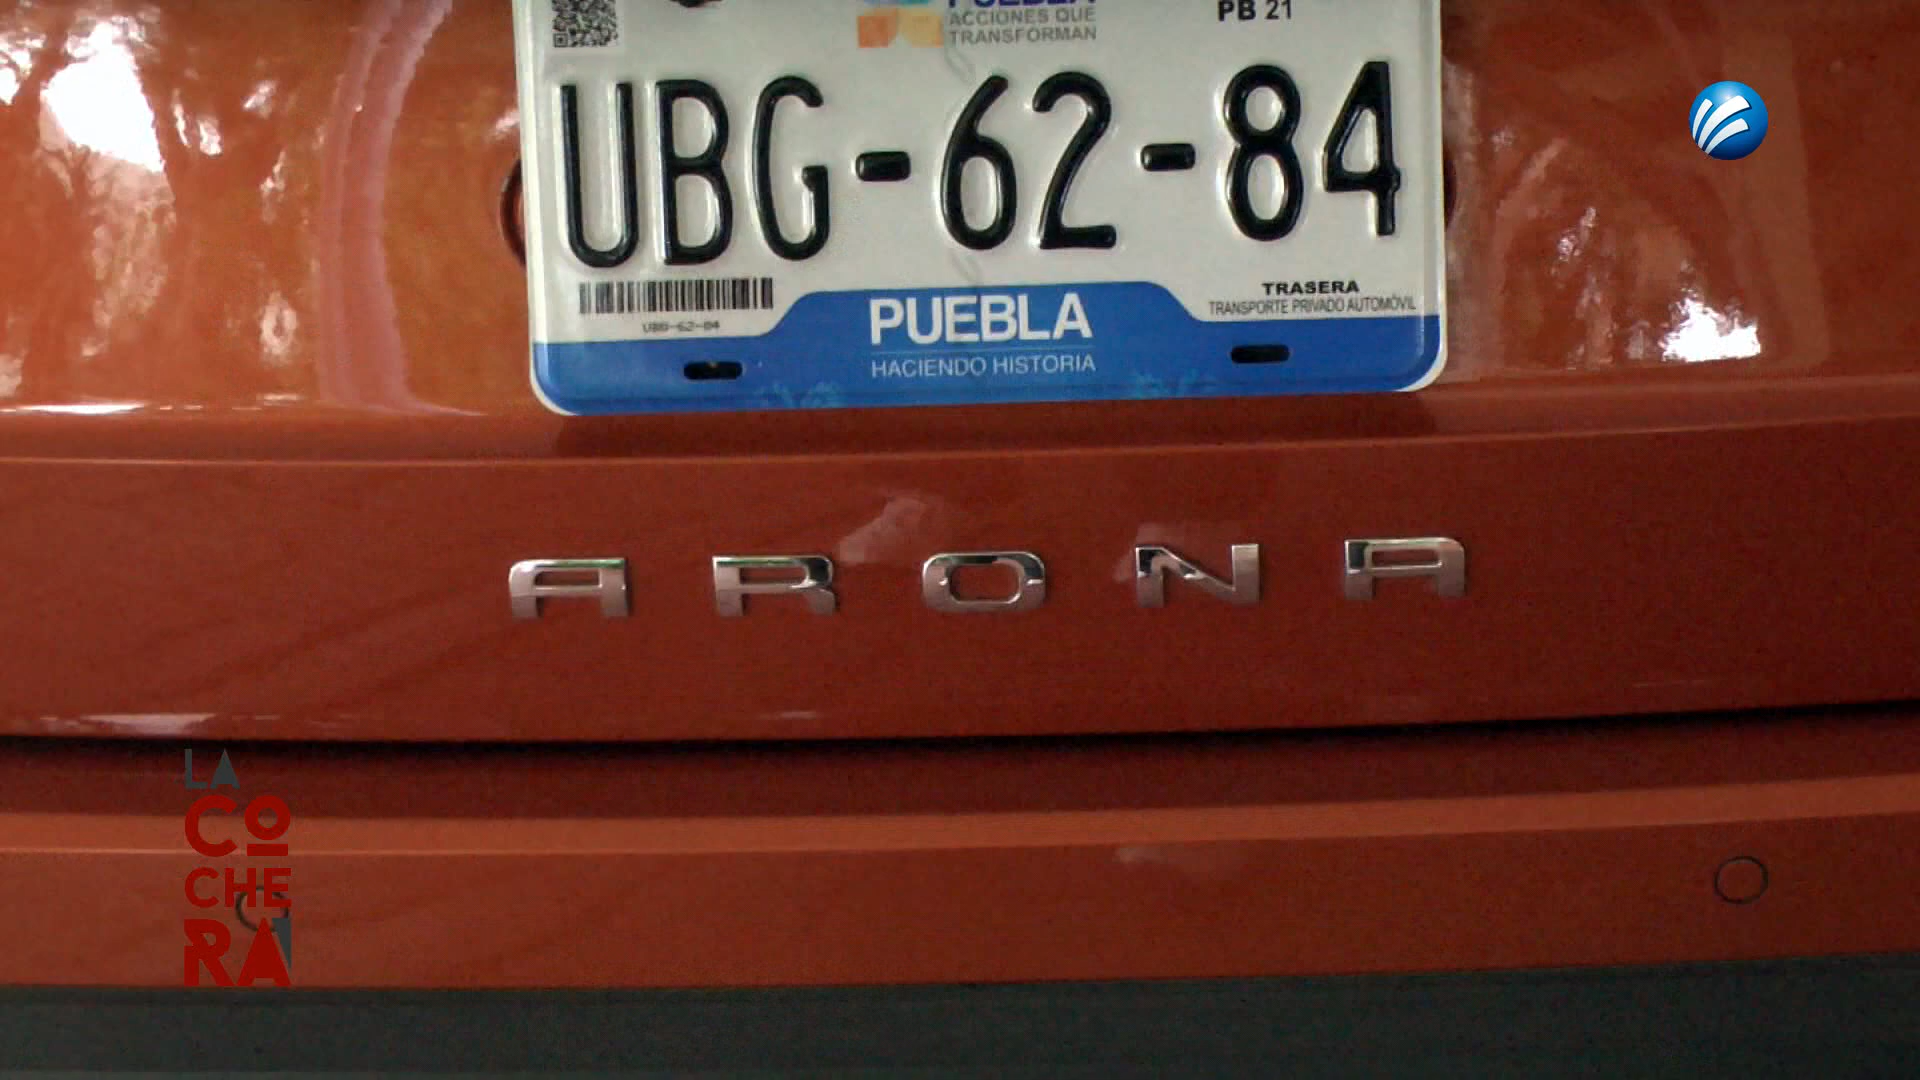 PUEBLA
ACCIONES QUE
TRANSFORMAN
PB 21
UBG-62-84
UBG-62-84
PUEBLA
HACIENDO HISTORIA
TRASERA
TRANSPORTE PRIVADO AUTOMÓVIL
ARONA
LA
CO
CHE
RA